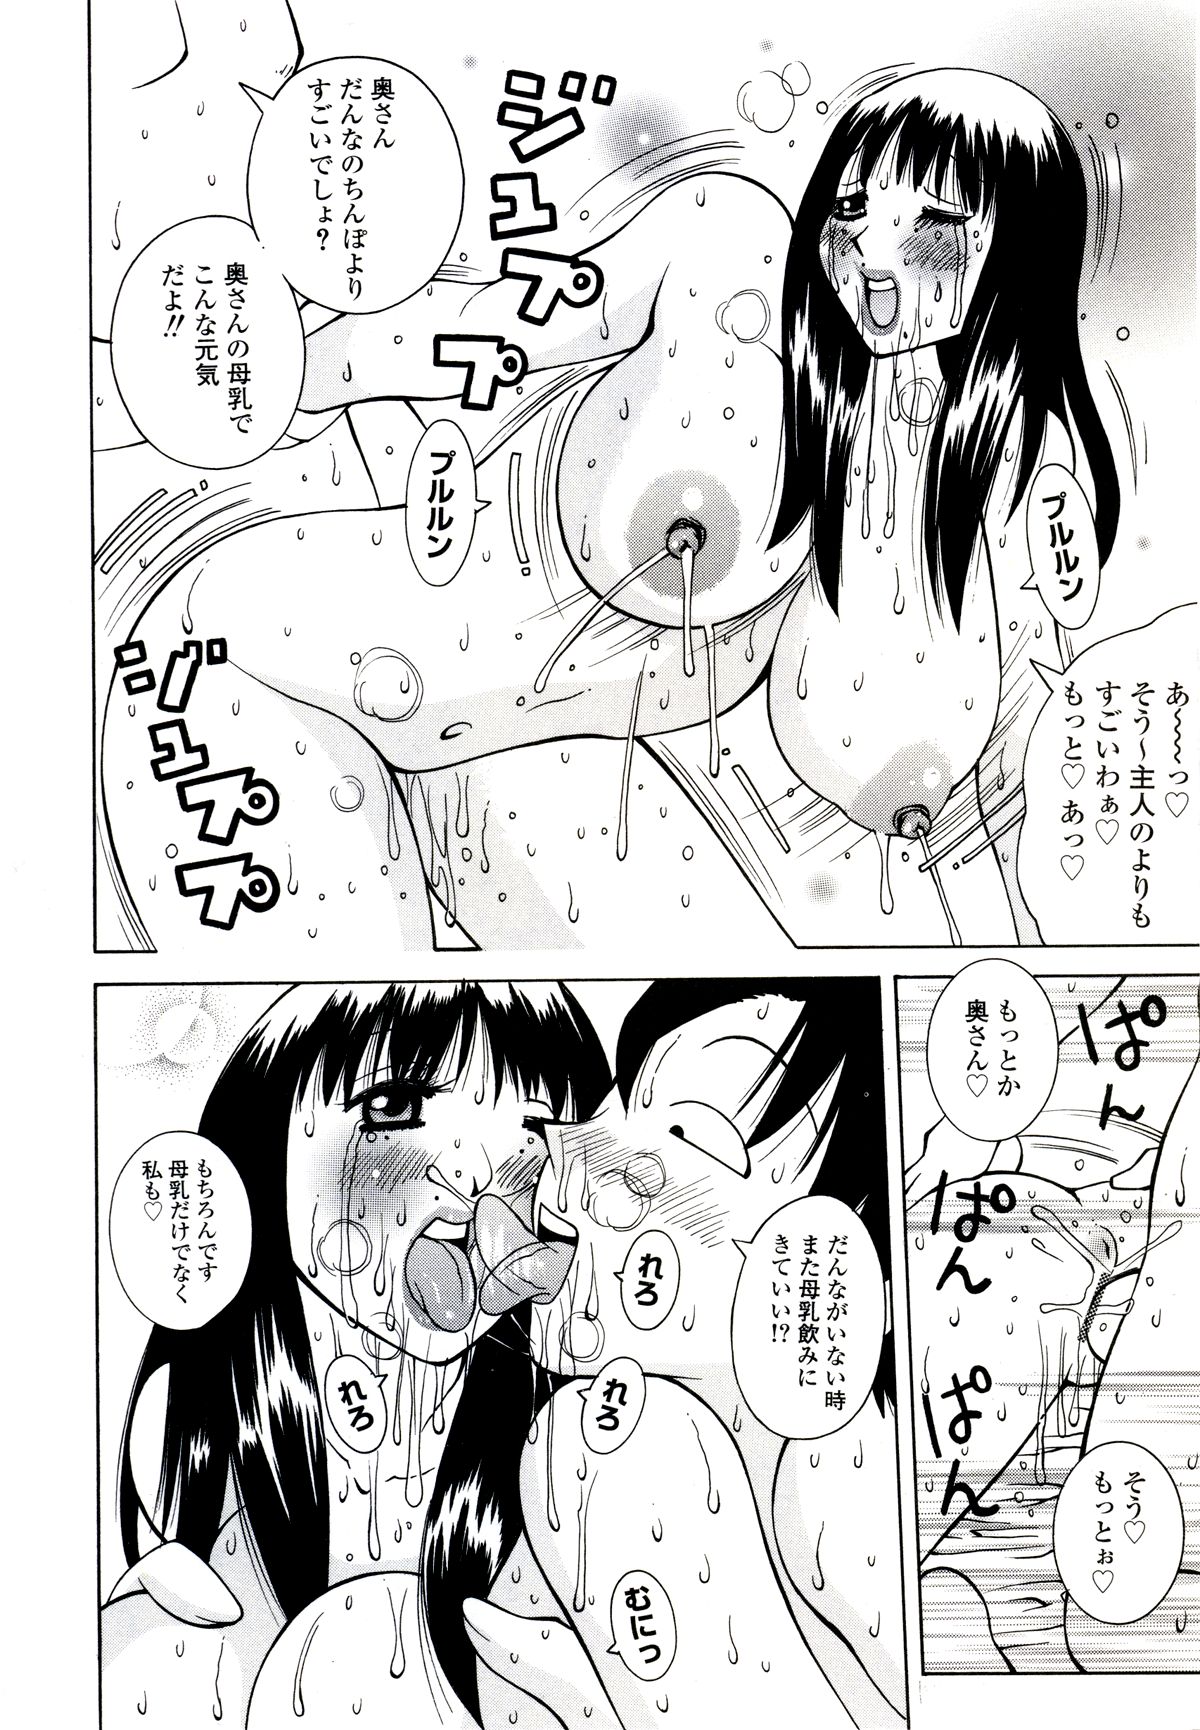 奥さん
だんなのちんぽより
すごいでしょ？
奥さんの母乳で
こんな元気
だよ!!
ジュププ
プルルン
プルルン
あ〜〜〜っ♡
そう〜主人のよりも
すごいわぁ♡
もっと♡あっ♡
ジュププ
もっとか
奥さん♡
ぱん
ぱん
ぱん
そう♡
もっとぉ♡
だんながいない時
また母乳飲みに
きていい!?
れろ
れろ
れろ
もちろんです
母乳だけでなく
私も♡
むにっ